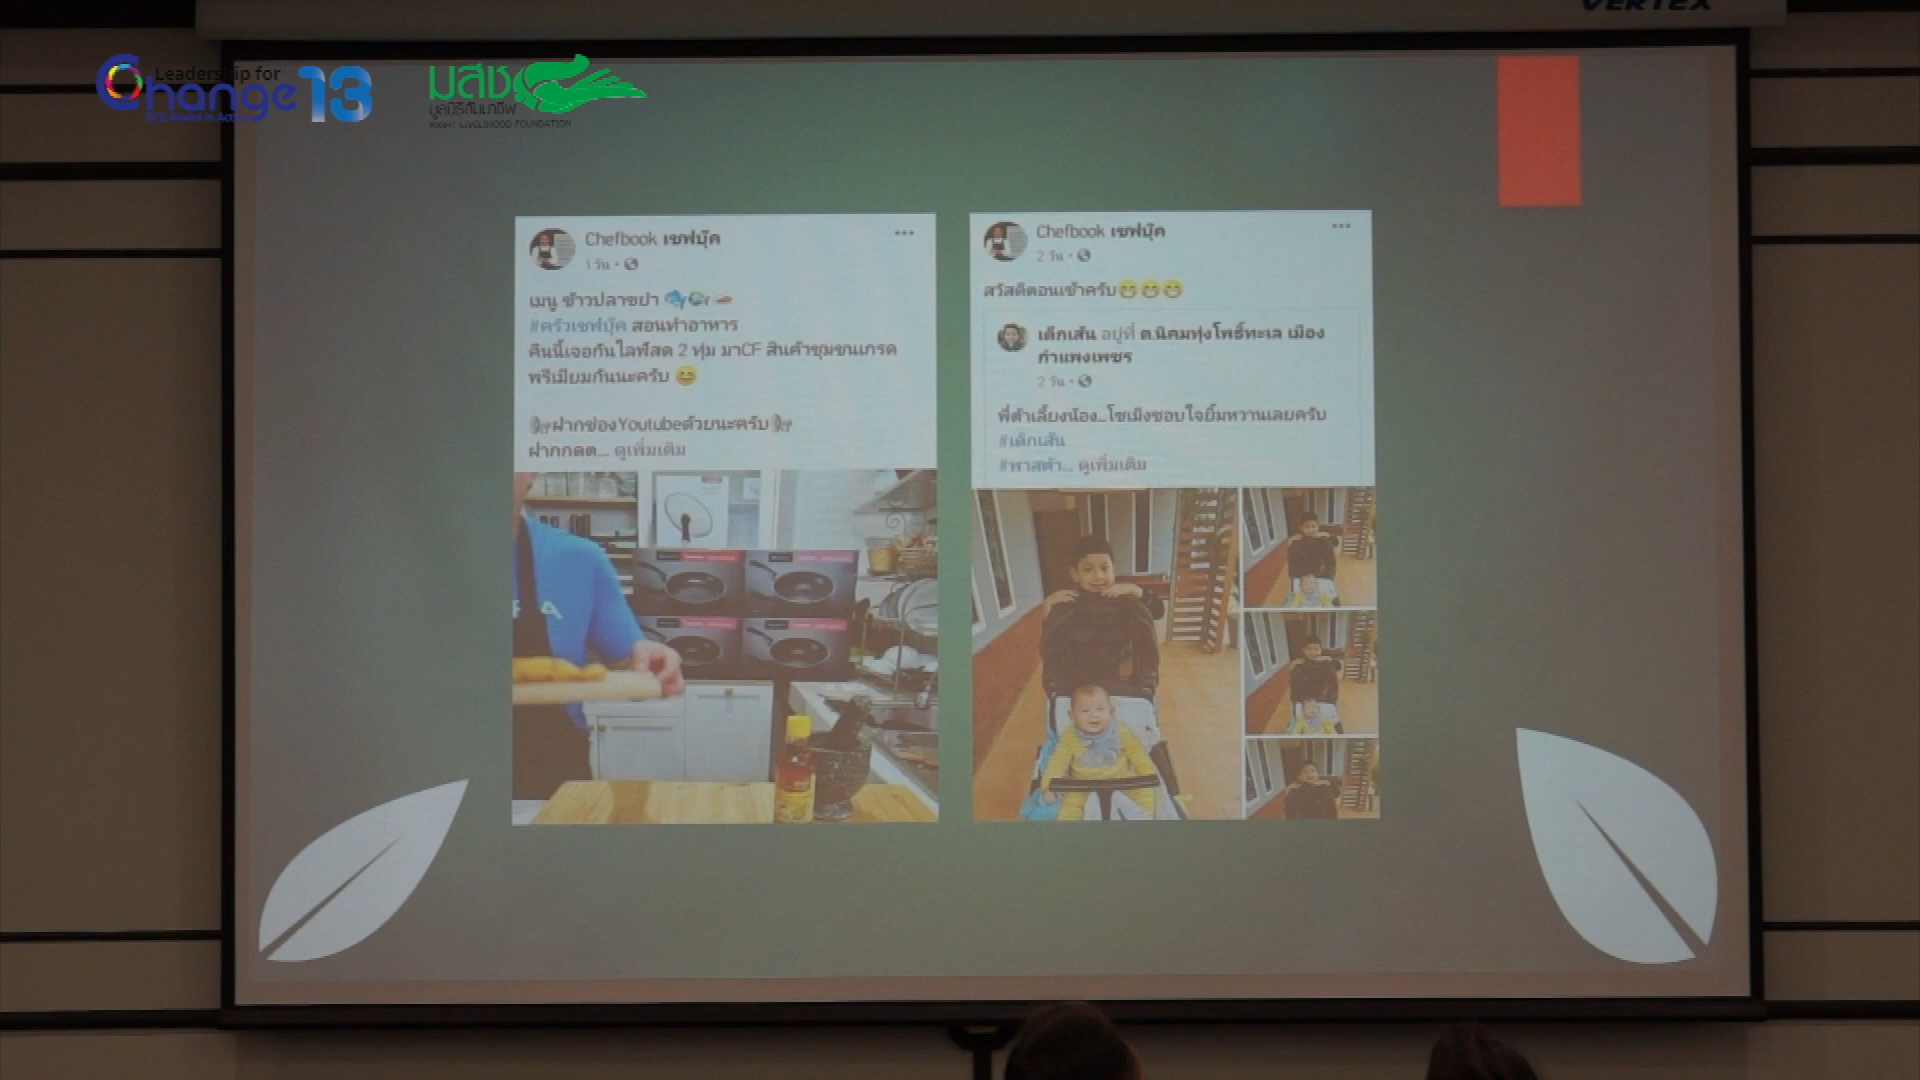 VERTEX
Leadership for
Change 13
BCG Model in Action
มสช
มูลนิธิสัมมาชีพ
RIGHT LIVELIHOOD FOUNDATION
Chefbook เชฟบุ๊ค
1 วัน
เมนู ข้าวปลาขยำ
#ครัวเชฟบุ๊ค สอนทำอาหาร
คืนนี้เจอกันไลฟ์สด 2 ทุ่ม มาCF สินค้าชุมชนเกรด
พรีเมียมกันนะครับ 😊
ฝากช่องYoutubeด้วยนะครับ
ฝากกดต... ดูเพิ่มเติม
Chefbook เชฟบุ๊ค
2 วัน
สวัสดีตอนเช้าครับ😁😁😁
เด็กเส้น อยู่ที่ ต.นิคมทุ่งโพธิ์ทะเล เมือง
กำแพงเพชร
2 วัน
พี่ต๋าเลี้ยงน้อง...โซเมิงชอบใจยิ้มหวานเลยครับ
#เด็กเส้น
#พาสต้า... ดูเพิ่มเติม